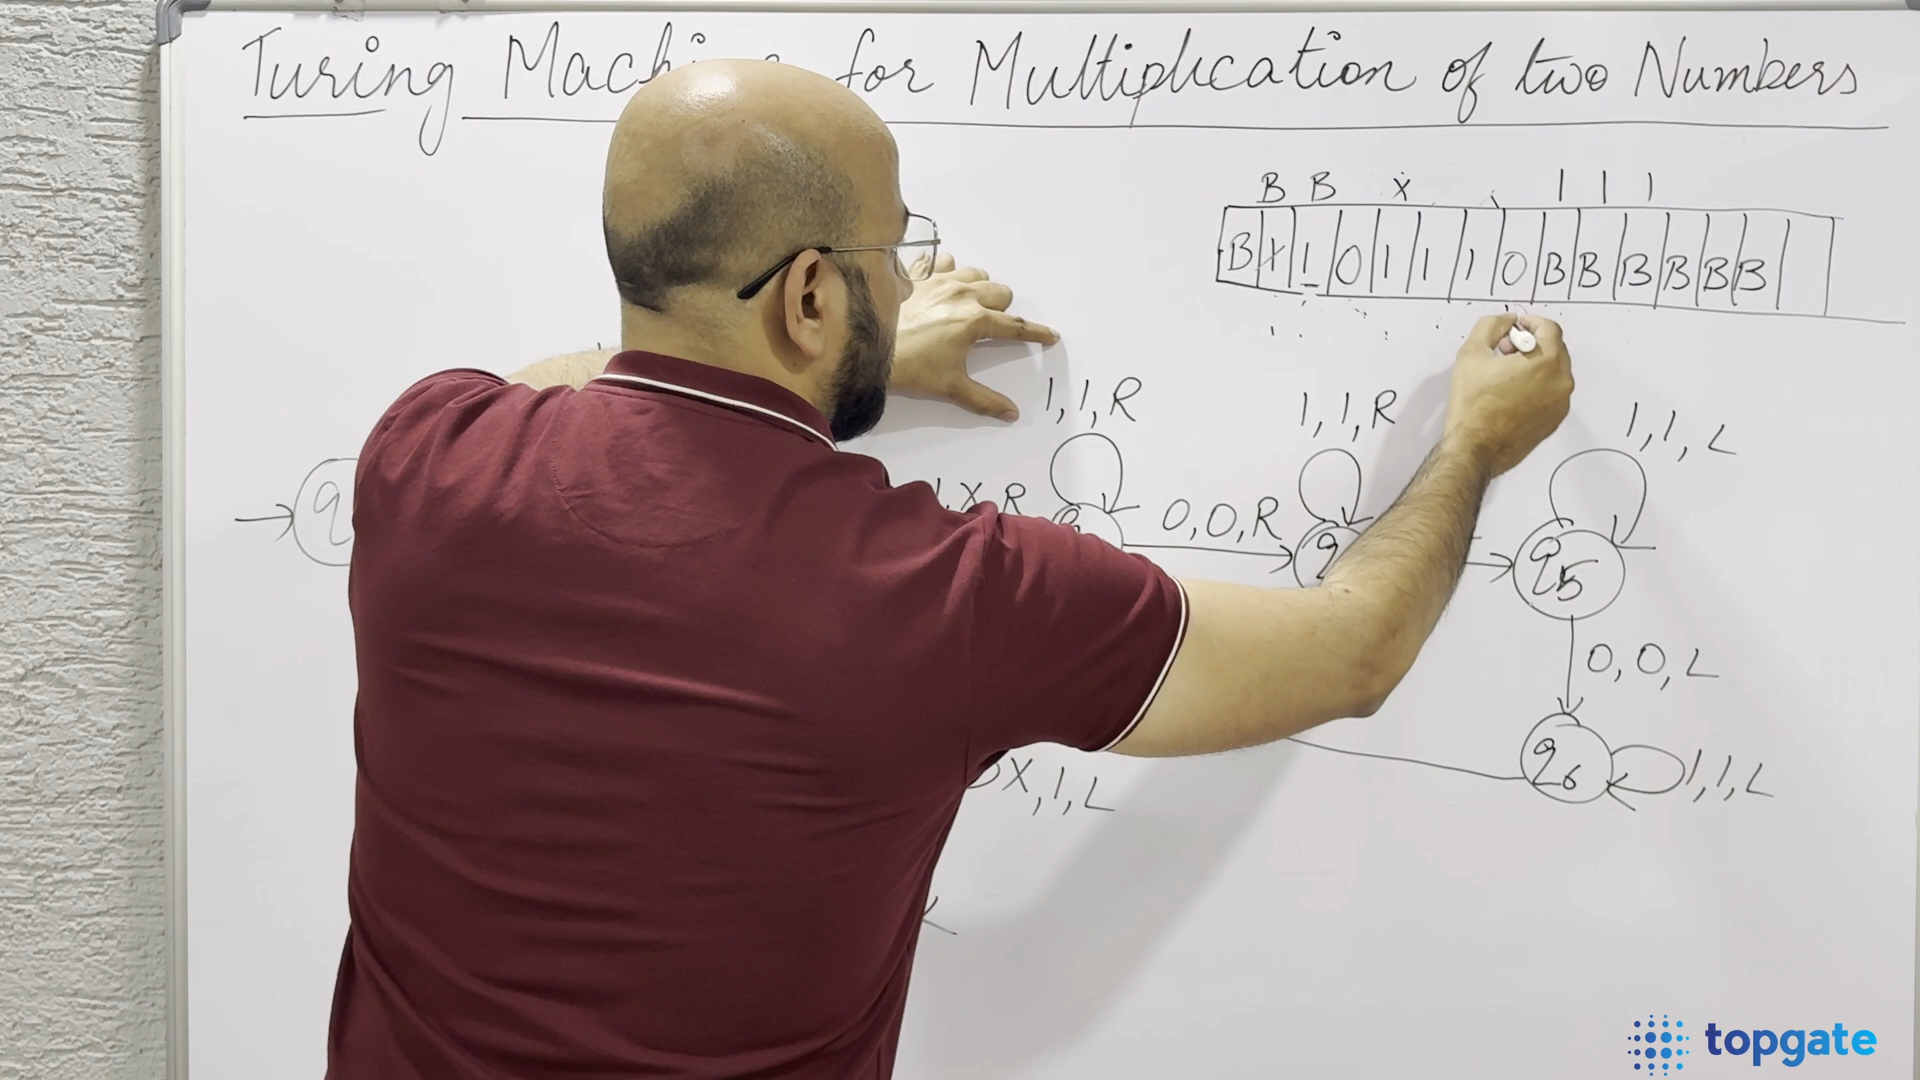 Turing Machine for Multiplication of two Numbers
B B X 1 1 1
B X 1 0 1 1 1 0 B B B B B B
1, 1, R
1, 1, R
1, 1, L
1, X, R
0, 0, R
q
q
q5
0, 0, L
q6
1, 1, L
X, 1, L
topgate